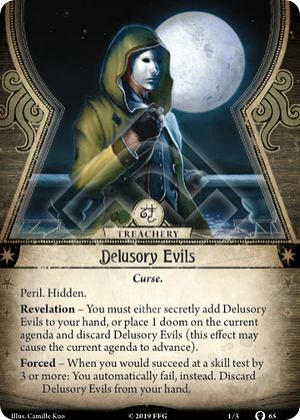 TREACHERY
Delusory Evils
Curse.
Peril. Hidden.
Revelation – You must either secretly add Delusory
Evils to your hand, or place 1 doom on the current
agenda and discard Delusory Evils (this effect may
cause the current agenda to advance).
Forced – When you would succeed at a skill test by
3 or more: You automatically fail, instead. Discard
Delusory Evils from your hand.
Illus. Camille Kuo © 2019 FFG 1/3 65